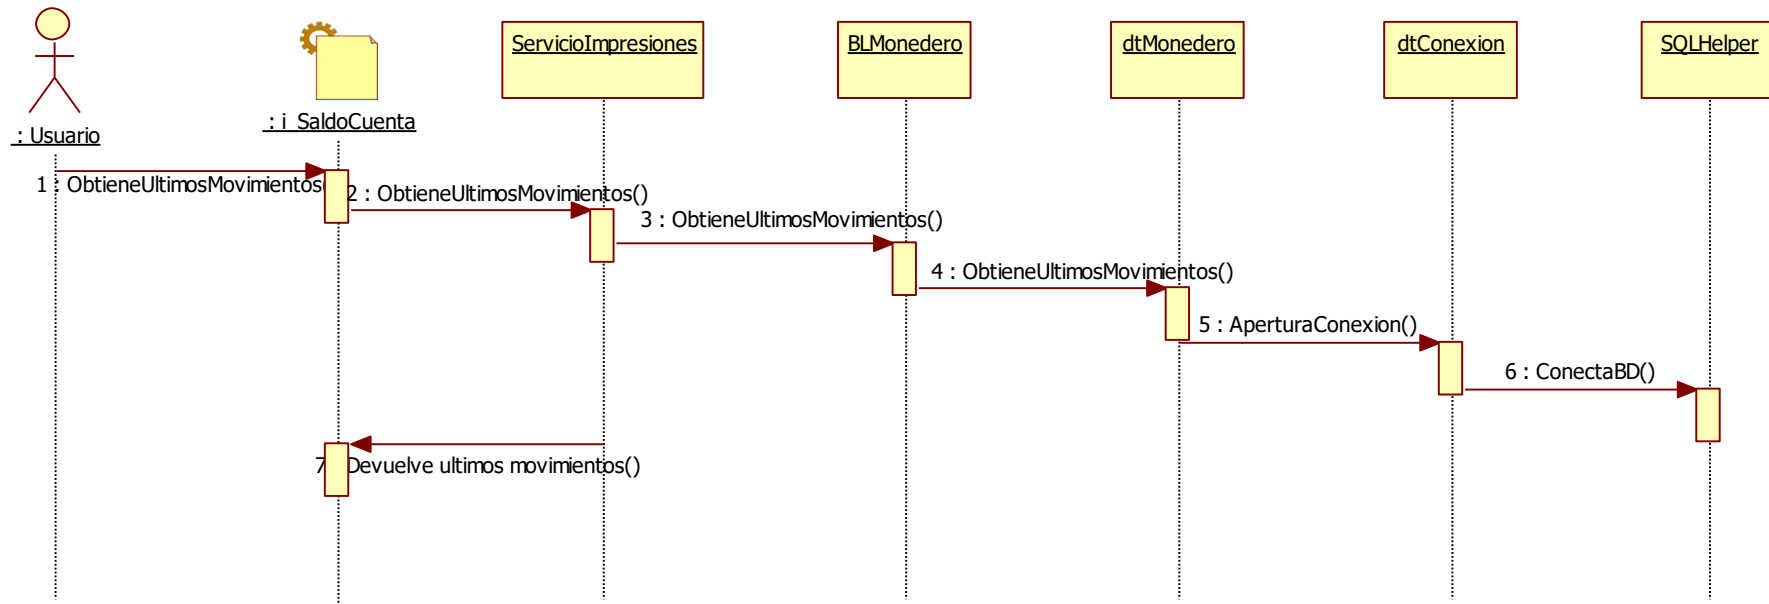 ServicioImpresiones
BLMonedero
dtMonedero
dtConexion
SQLHelper
: i_SaldoCuenta
: Usuario
1 : ObtieneUltimosMovimientos(
2 : ObtieneUltimosMovimientos()
3 : ObtieneUltimosMovimientos()
4 : ObtieneUltimosMovimientos()
5 : AperturaConexion()
6 : ConectaBD()
7 Devuelve ultimos movimientos()